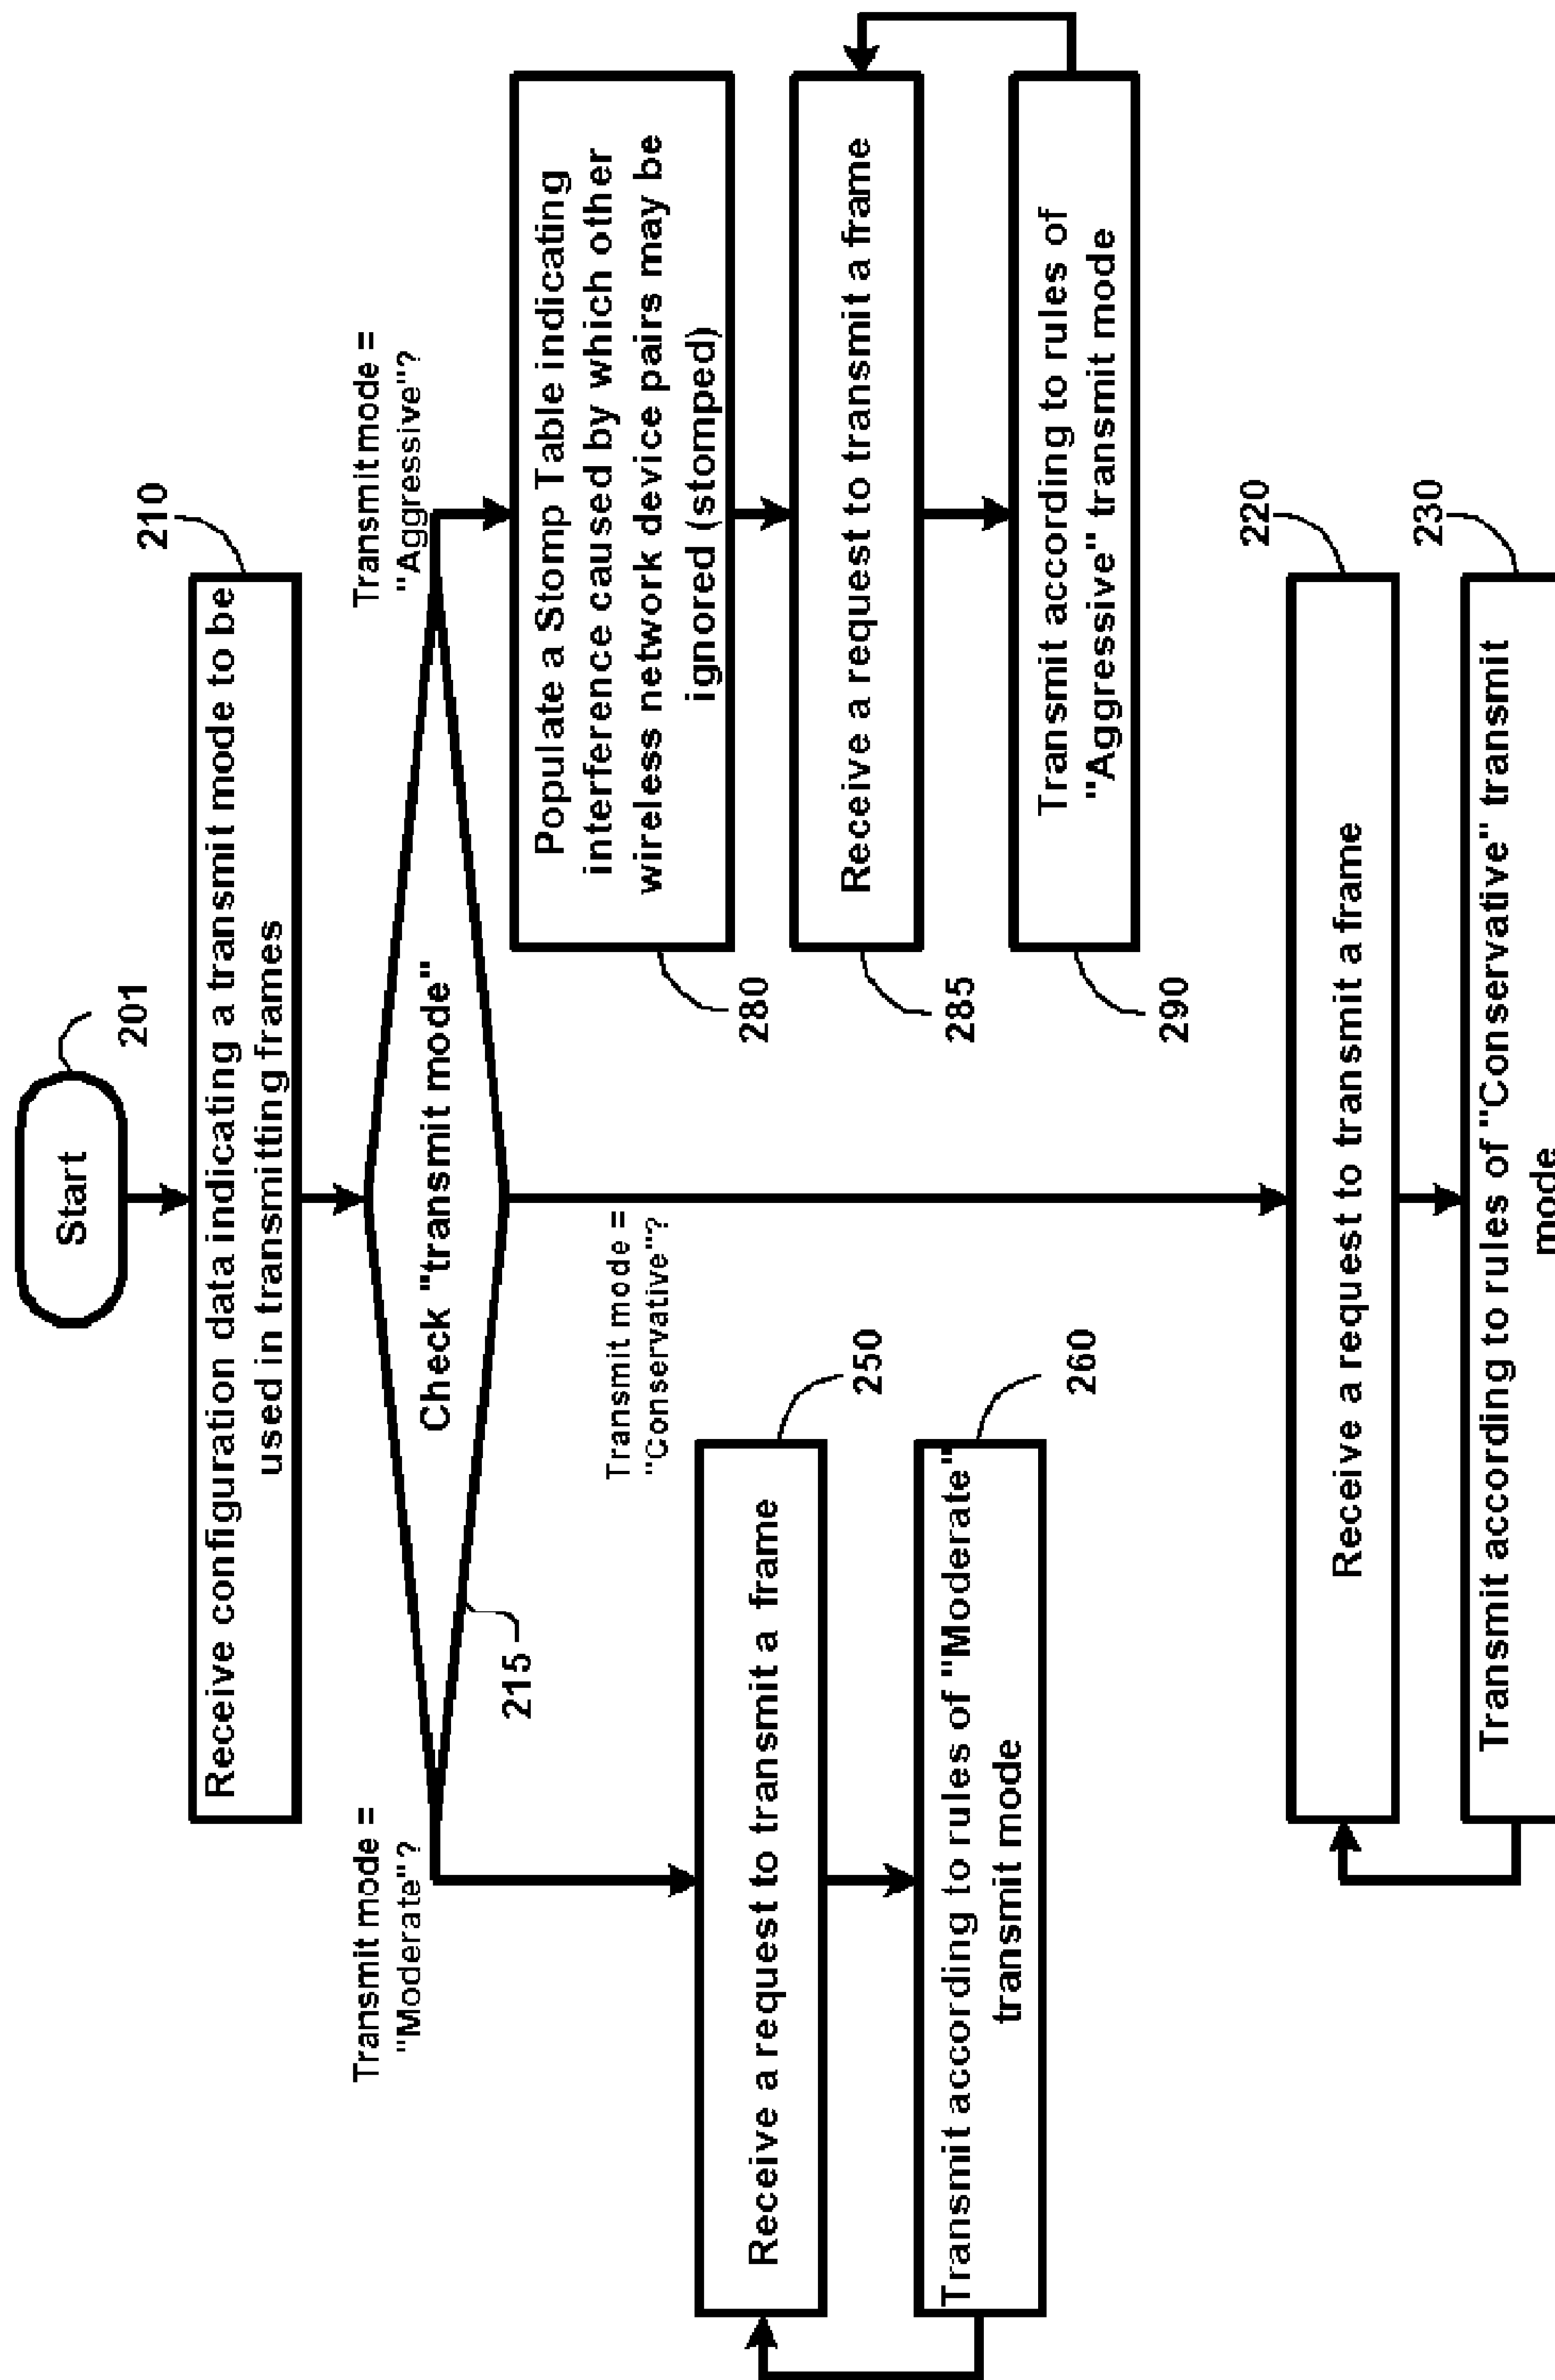 Start
201
Receive configuration data indicating a transmit mode to be
used in transmitting frames
210
Check "transmit mode"
215
Transmit mode =
"Moderate"?
Transmit mode =
"Aggressive"?
Transmit mode =
"Conservative"?
Receive a request to transmit a frame
250
Transmit according to rules of "Moderate"
transmit mode
260
Populate a Stomp Table indicating
interference caused by which other
wireless network device pairs may be
ignored (stomped)
280
Receive a request to transmit a frame
285
Transmit according to rules of
"Aggressive" transmit mode
290
Receive a request to transmit a frame
220
Transmit according to rules of "Conservative" transmit
mode
230